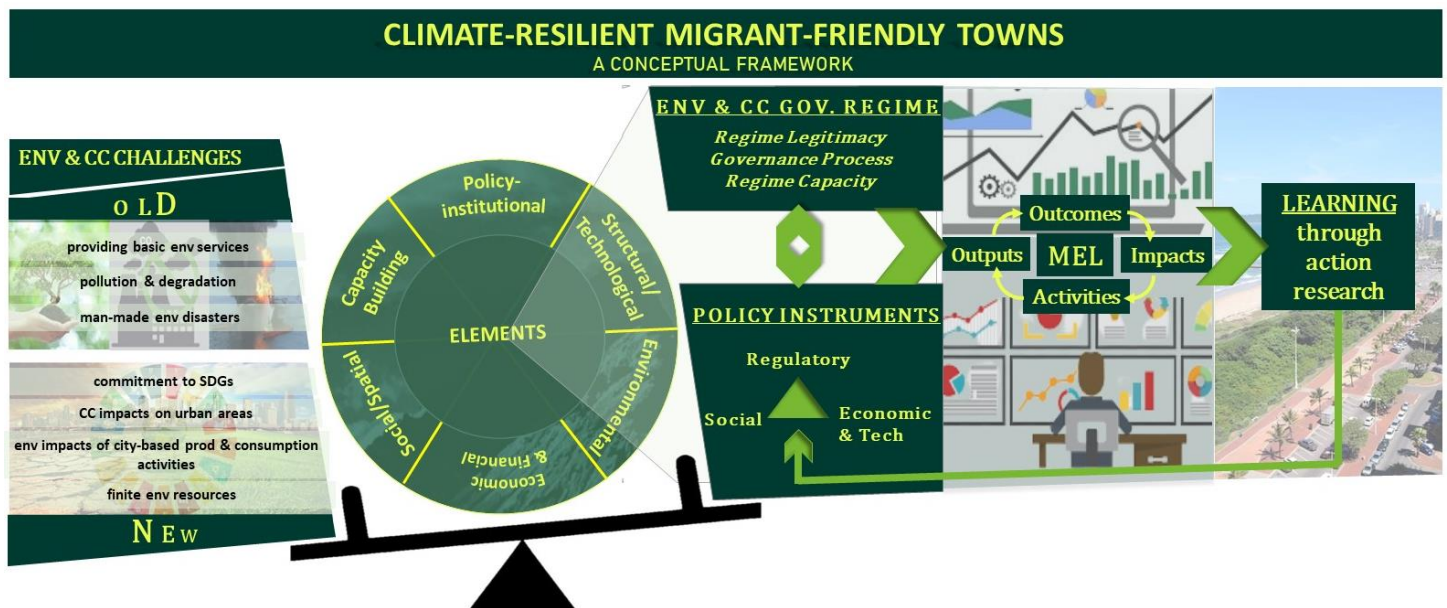 CLIMATE-RESILIENT MIGRANT-FRIENDLY TOWNS
A CONCEPTUAL FRAMEWORK
ENV & CC CHALLENGES
OLD
providing basic env services
pollution & degradation
man-made env disasters
commitment to SDGs
CC impacts on urban areas
env impacts of city-based prod & consumption
activities
finite env resources
NEW
Policy-
institutional
Structural/
Technological
Environmental
Economic
& Financial
Social/Spatial
Capacity
Building
ELEMENTS
ENV & CC GOV. REGIME
Regime Legitimacy
Governance Process
Regime Capacity
POLICY INSTRUMENTS
Regulatory
Social
Economic
& Tech
Outcomes
Outputs
MEL
Impacts
Activities
LEARNING
through
action
research